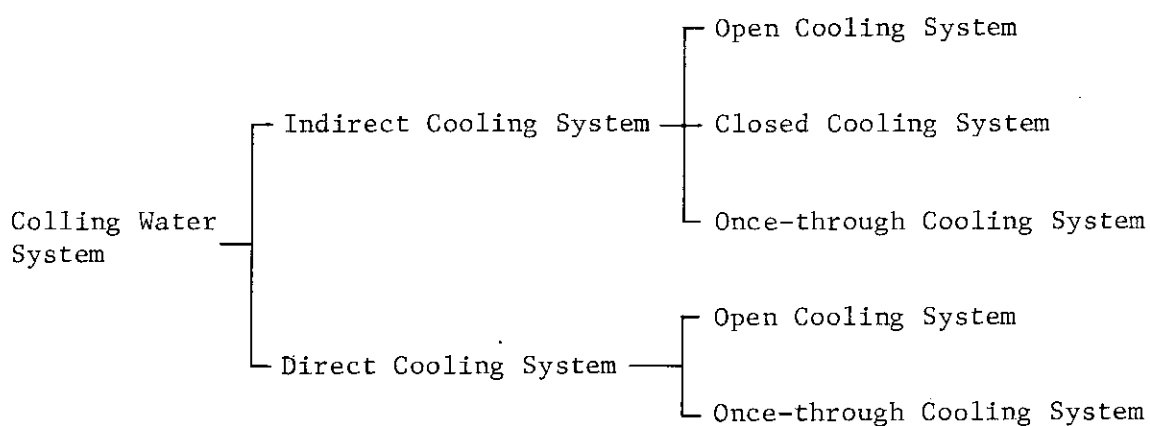 Open Cooling System
Indirect Cooling System
Closed Cooling System
Once-through Cooling System
Colling Water
System
Open Cooling System
Direct Cooling System
Once-through Cooling System